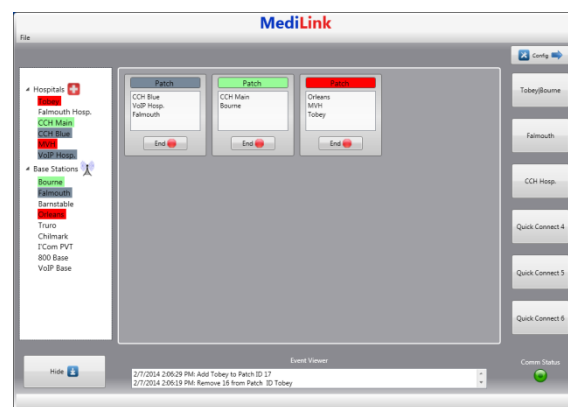 MediLink
File
Config
Hospitals
Tobey
Falmouth Hosp.
CCH Main
CCH Blue
MVH
VoIP Hosp.
Base Stations
Bourne
Falmouth
Barnstable
Orleans
Truro
Chilmark
I'Com PVT
800 Base
VoIP Base
Patch
CCH Blue
VoIP Hosp.
Falmouth
End
Patch
CCH Main
Bourne
End
Patch
Orleans
MVH
Tobey
End
Tobey|Bourne
Falmouth
CCH Hosp.
Quick Connect 4
Quick Connect 5
Quick Connect 6
Hide
Event Viewer
2/7/2014 2:06:29 PM: Add Tobey to Patch ID 17
2/7/2014 2:06:19 PM: Remove 16 from Patch ID Tobey
Comm Status